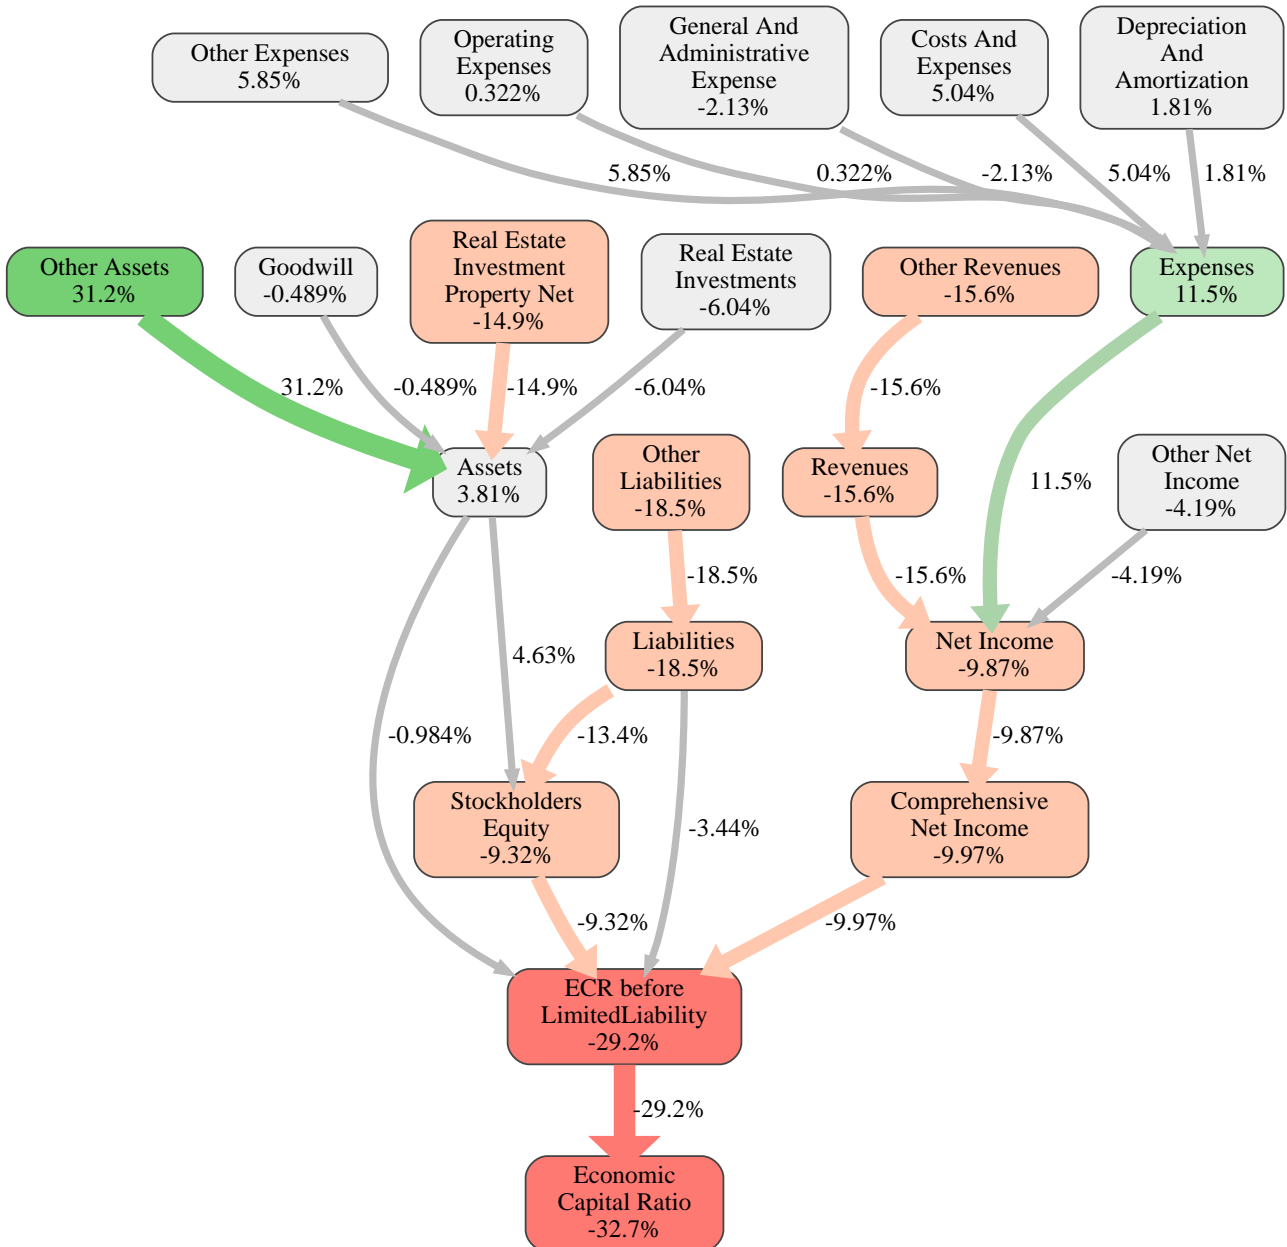 Other Expenses
5.85%
Operating
Expenses
0.322%
General And
Administrative
Expense
-2.13%
Costs And
Expenses
5.04%
Depreciation
And
Amortization
1.81%
5.85%
0.322%
-2.13%
5.04%
1.81%
Other Assets
31.2%
Goodwill
-0.489%
Real Estate
Investment
Property Net
-14.9%
Real Estate
Investments
-6.04%
Other Revenues
-15.6%
Expenses
11.5%
31.2%
-0.489%
-14.9%
-6.04%
-15.6%
11.5%
Assets
3.81%
Other
Liabilities
-18.5%
Revenues
-15.6%
Other Net
Income
-4.19%
-18.5%
-15.6%
-4.19%
4.63%
Liabilities
-18.5%
Net Income
-9.87%
-0.984%
-13.4%
-9.87%
Stockholders
Equity
-9.32%
-3.44%
Comprehensive
Net Income
-9.97%
-9.32%
-9.97%
ECR before
LimitedLiability
-29.2%
-29.2%
Economic
Capital Ratio
-32.7%